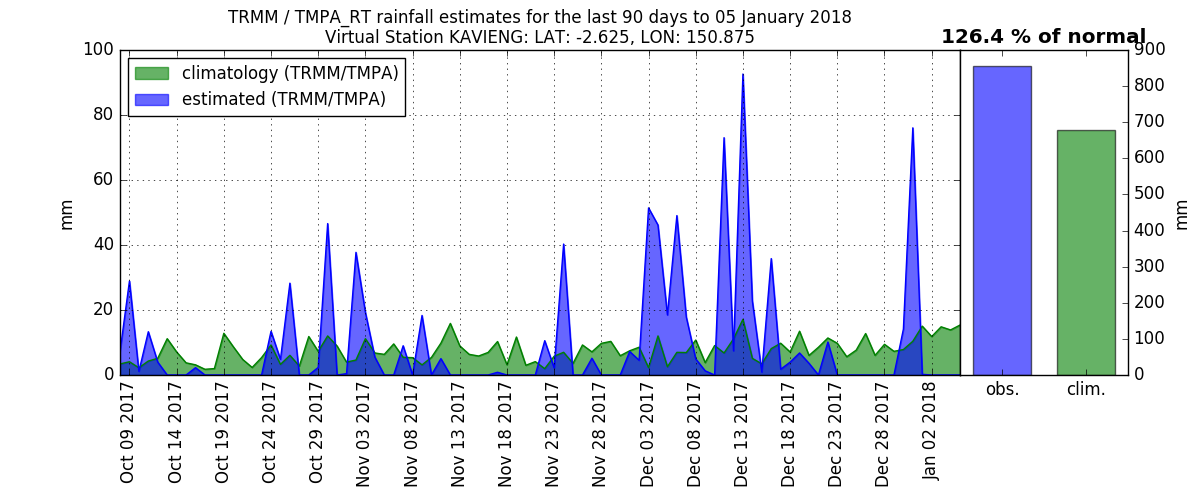 TRMM / TMPA_RT rainfall estimates for the last 90 days to 05 January 2018
Virtual Station KAVIENG: LAT: -2.625, LON: 150.875
126.4 % of normal
climatology (TRMM/TMPA)
estimated (TRMM/TMPA)
100
80
60
40
20
0
mm
Oct 09 2017
Oct 14 2017
Oct 19 2017
Oct 24 2017
Oct 29 2017
Nov 03 2017
Nov 08 2017
Nov 13 2017
Nov 18 2017
Nov 23 2017
Nov 28 2017
Dec 03 2017
Dec 08 2017
Dec 13 2017
Dec 18 2017
Dec 23 2017
Dec 28 2017
Jan 02 2018
900
800
700
600
500
400
300
200
100
0
mm
obs.
clim.